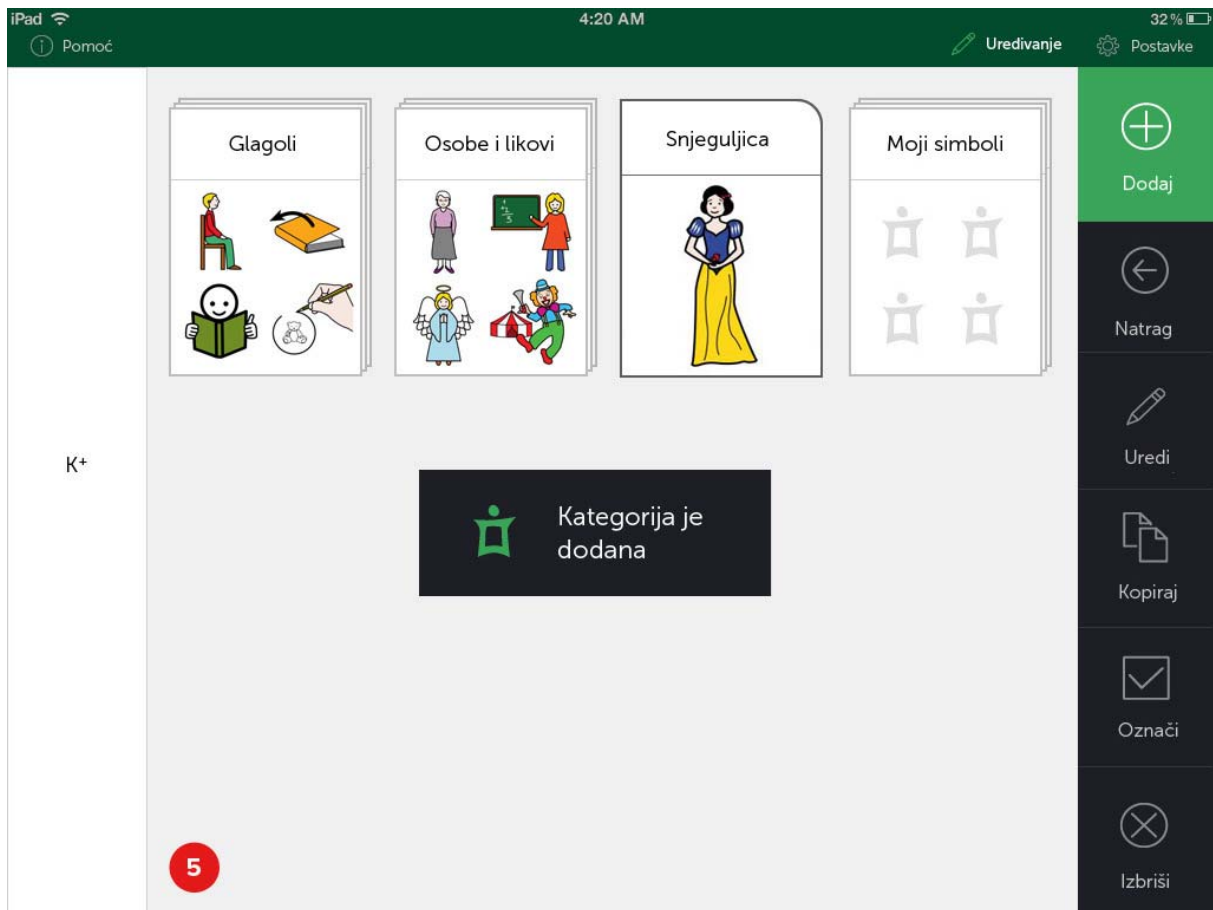 iPad 4:20 AM 32 %
Pomoć Uredivanje Postavke
Glagoli Osobe i likovi Snjeguljica Moji simboli
Dodaj
Natrag
Uredi
K+
Kategorija je
dodana
Kopiraj
Označi
5
Izbriši